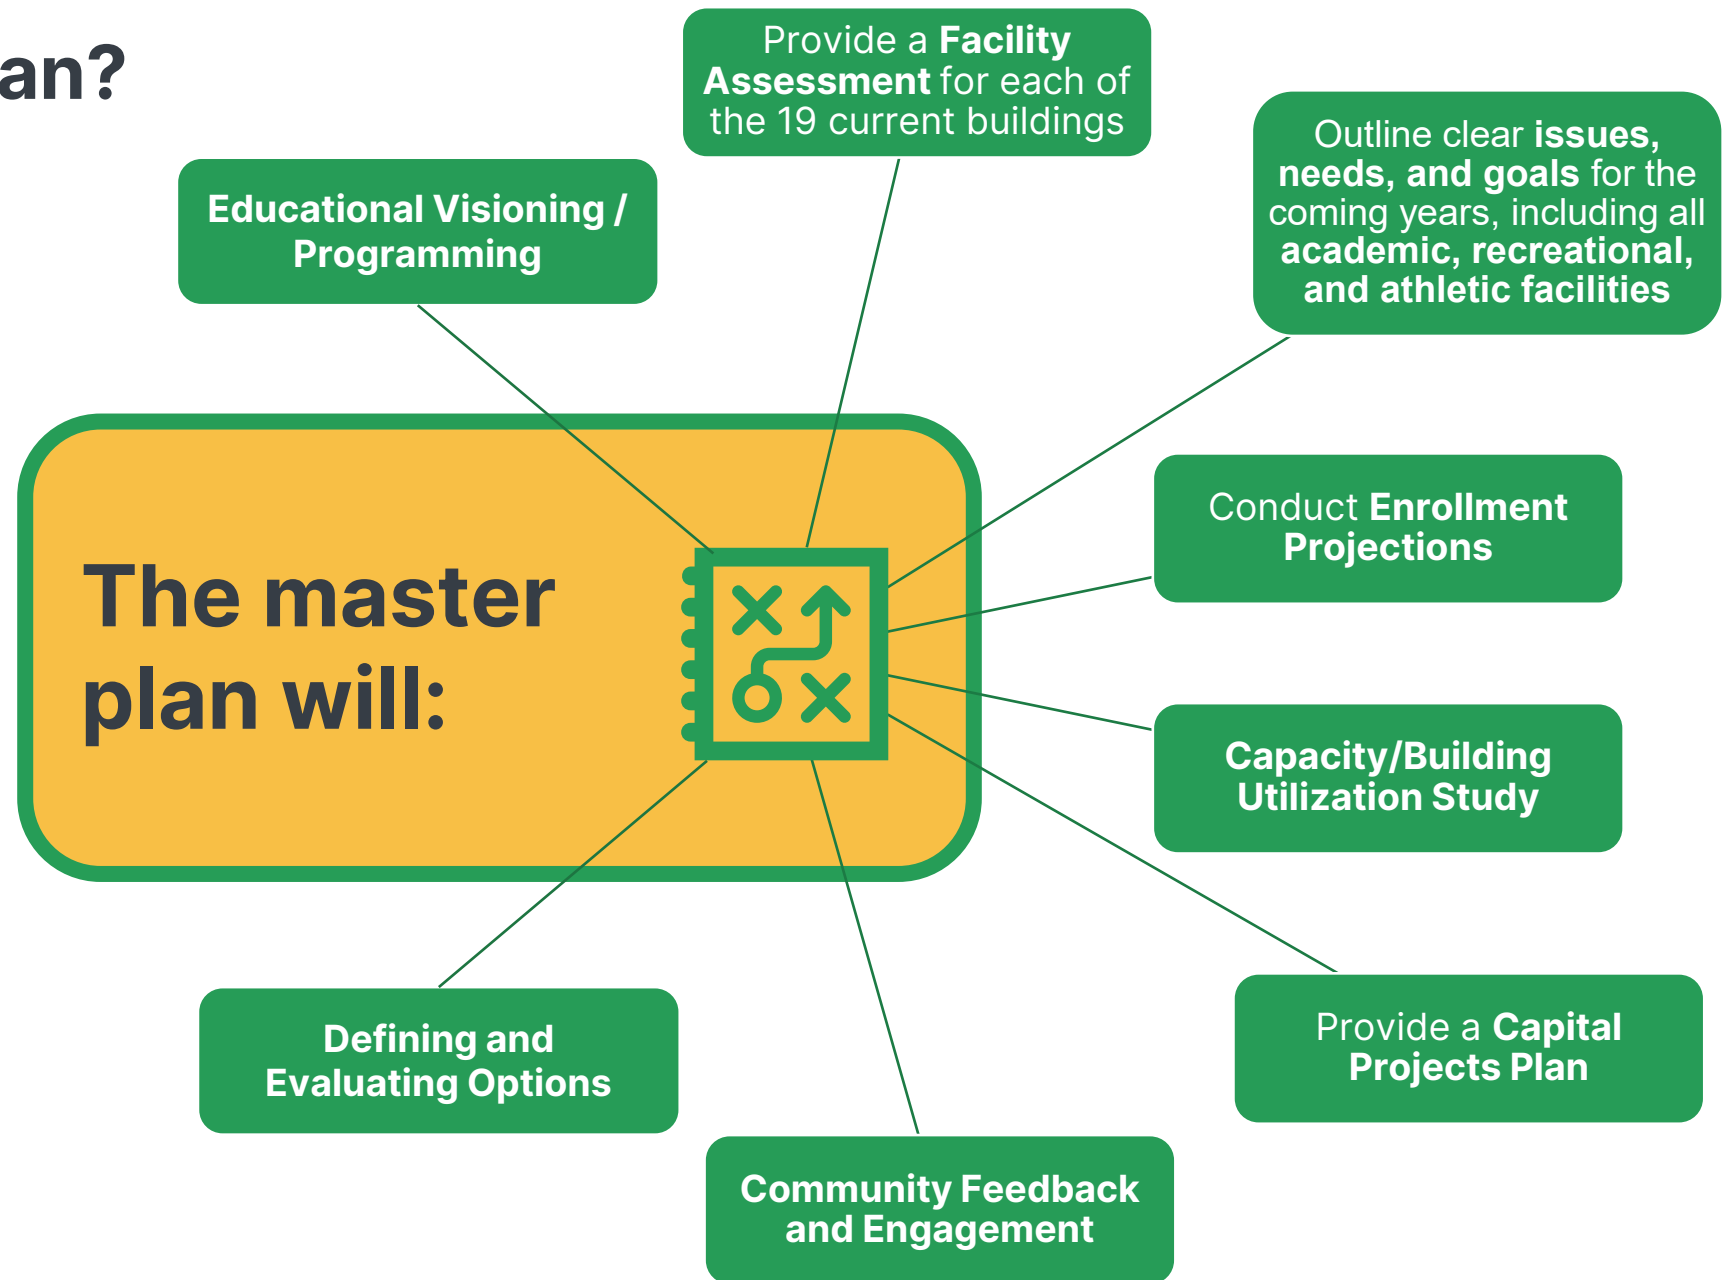 an?
Provide a Facility
Assessment for each of
the 19 current buildings
Educational Visioning /
Programming
Outline clear issues,
needs, and goals for the
coming years, including all
academic, recreational,
and athletic facilities
The master
plan will:
Conduct Enrollment
Projections
Capacity/Building
Utilization Study
Provide a Capital
Projects Plan
Defining and
Evaluating Options
Community Feedback
and Engagement